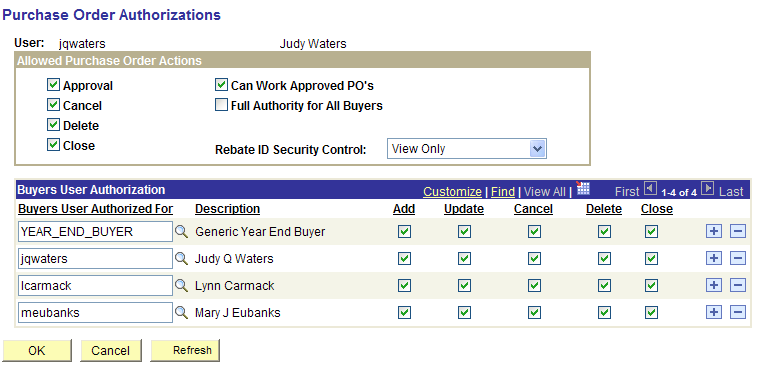 Purchase Order Authorizations
User: jqwaters Judy Waters
Allowed Purchase Order Actions
Approval Can Work Approved PO's
Cancel Full Authority for All Buyers
Delete
Close Rebate ID Security Control: View Only
Buyers User Authorization Customize | Find | View All | First 1-4 of 4 Last
Buyers User Authorized For Description Add Update Cancel Delete Close
YEAR_END_BUYER Generic Year End Buyer
jqwaters Judy Q Waters
lcarmack Lynn Carmack
meubanks Mary J Eubanks
OK Cancel Refresh